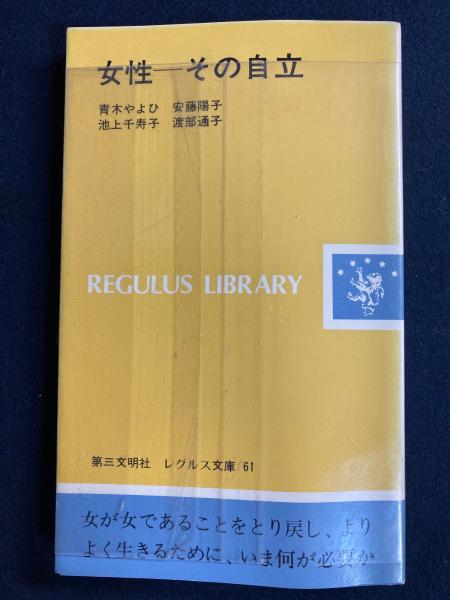 女性―その自立
青木やよひ 安藤陽子
池上千寿子 渡部通子
REGULUS LIBRARY
第三文明社 レグルス文庫/61
女が女であることをとり戻し、より
よく生きるために、いま何が必要か